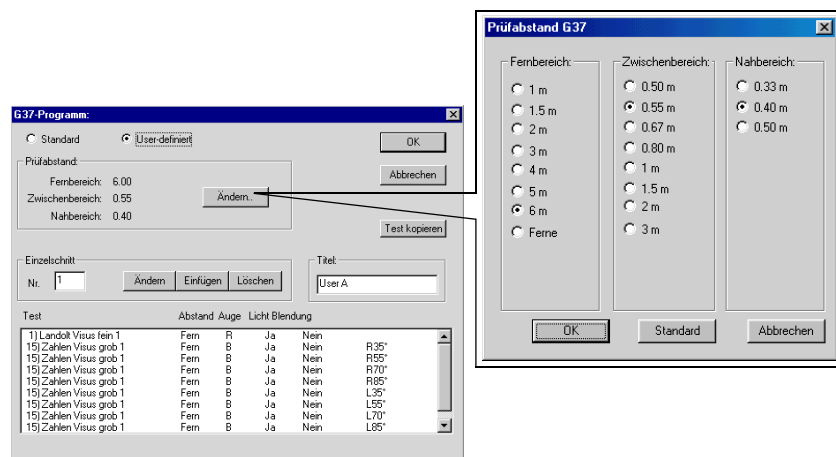 G37-Programm:
Standard User-definiert
OK
Prüfabstand:
Abbrechen
Fernbereich: 6.00
Zwischenbereich: 0.55
Nahbereich: 0.40
Ändern..
Test kopieren
Einzelschritt
Nr. 1 Ändern Einfügen Löschen
Titel:
User A
Test Abstand Auge Licht Blendung
1) Landolt Visus fein 1 Fern R Ja Nein
15) Zahlen Visus grob 1 Fern B Ja Nein R35°
15) Zahlen Visus grob 1 Fern B Ja Nein R55°
15) Zahlen Visus grob 1 Fern B Ja Nein R70°
15) Zahlen Visus grob 1 Fern B Ja Nein R85°
15) Zahlen Visus grob 1 Fern B Ja Nein L35°
15) Zahlen Visus grob 1 Fern B Ja Nein L55°
15) Zahlen Visus grob 1 Fern B Ja Nein L70°
15) Zahlen Visus grob 1 Fern B Ja Nein L85°
Prüfabstand G37
Fernbereich:
1 m
1.5 m
2 m
3 m
4 m
5 m
6 m
Ferne
Zwischenbereich:
0.50 m
0.55 m
0.67 m
0.80 m
1 m
1.5 m
2 m
3 m
Nahbereich:
0.33 m
0.40 m
0.50 m
OK Standard Abbrechen